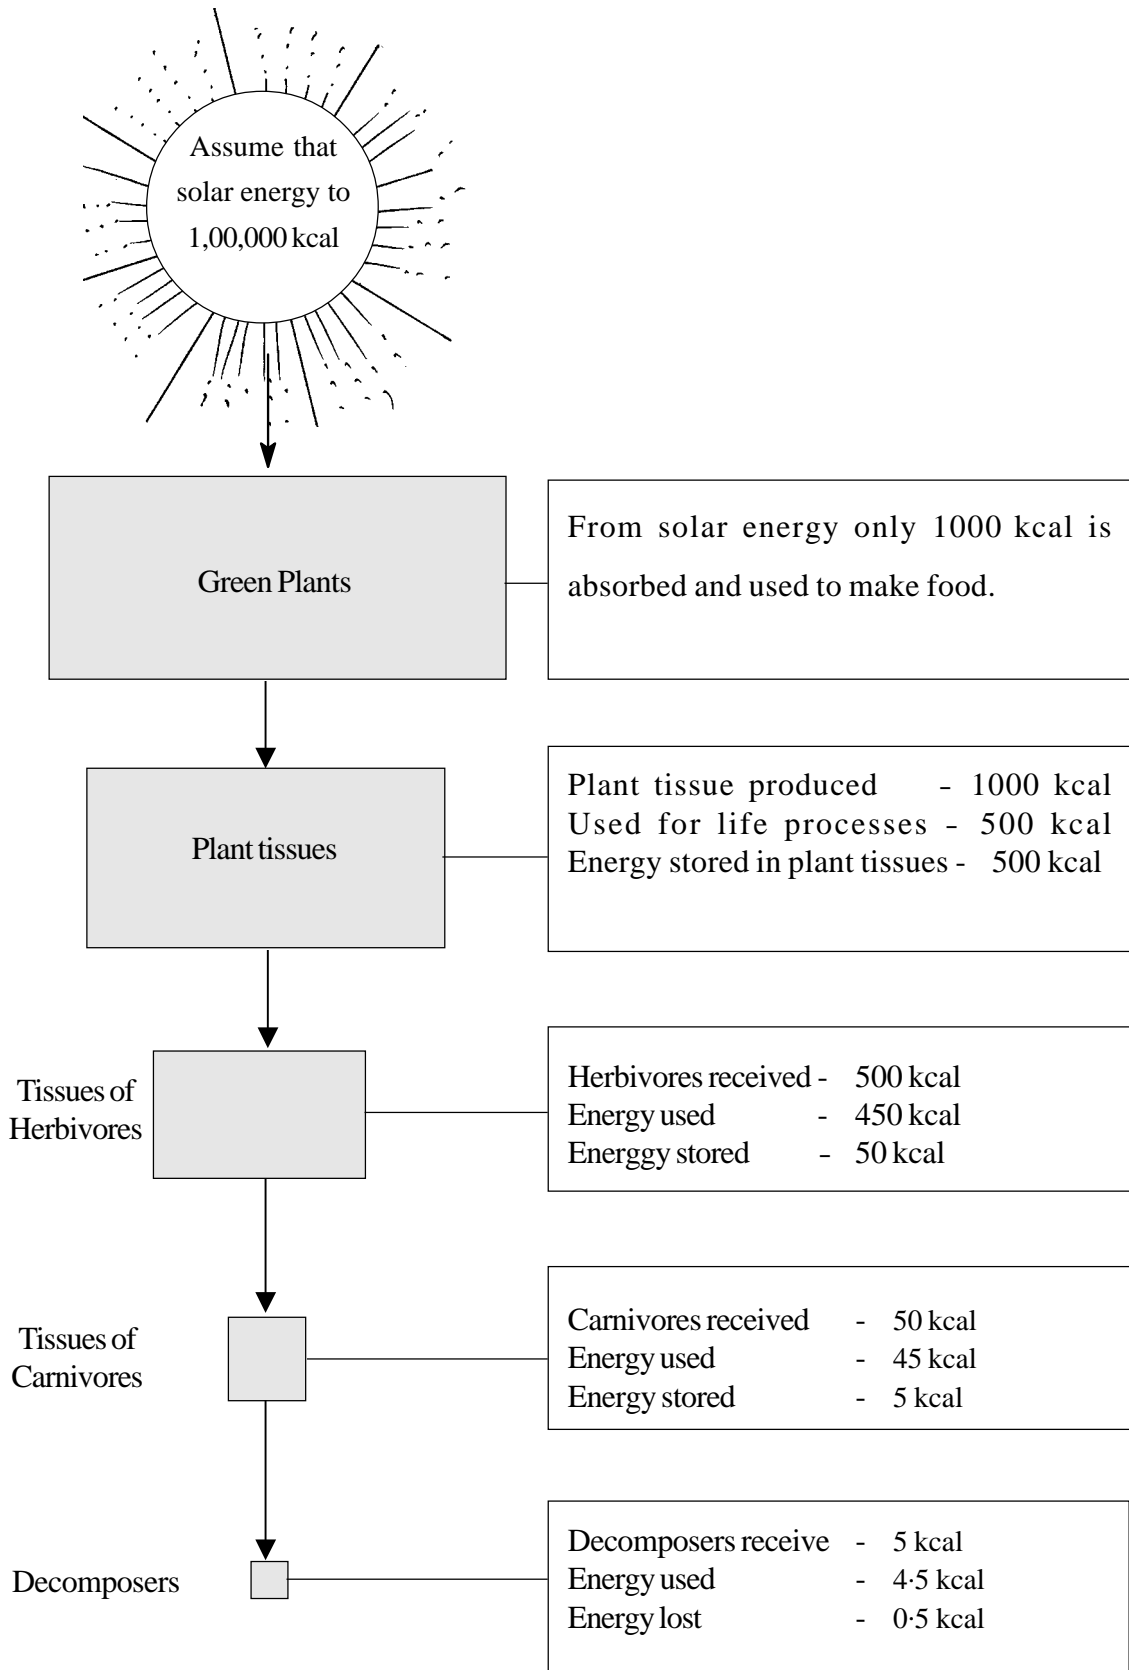 Assume that
solar energy to
1,00,000 kcal
Green Plants
From solar energy only 1000 kcal is
absorbed and used to make food.
Plant tissues
Plant tissue produced - 1000 kcal
Used for life processes - 500 kcal
Energy stored in plant tissues - 500 kcal
Tissues of
Herbivores
Herbivores received - 500 kcal
Energy used - 450 kcal
Energgy stored - 50 kcal
Tissues of
Carnivores
Carnivores received - 50 kcal
Energy used - 45 kcal
Energy stored - 5 kcal
Decomposers
Decomposers receive - 5 kcal
Energy used - 4·5 kcal
Energy lost - 0·5 kcal